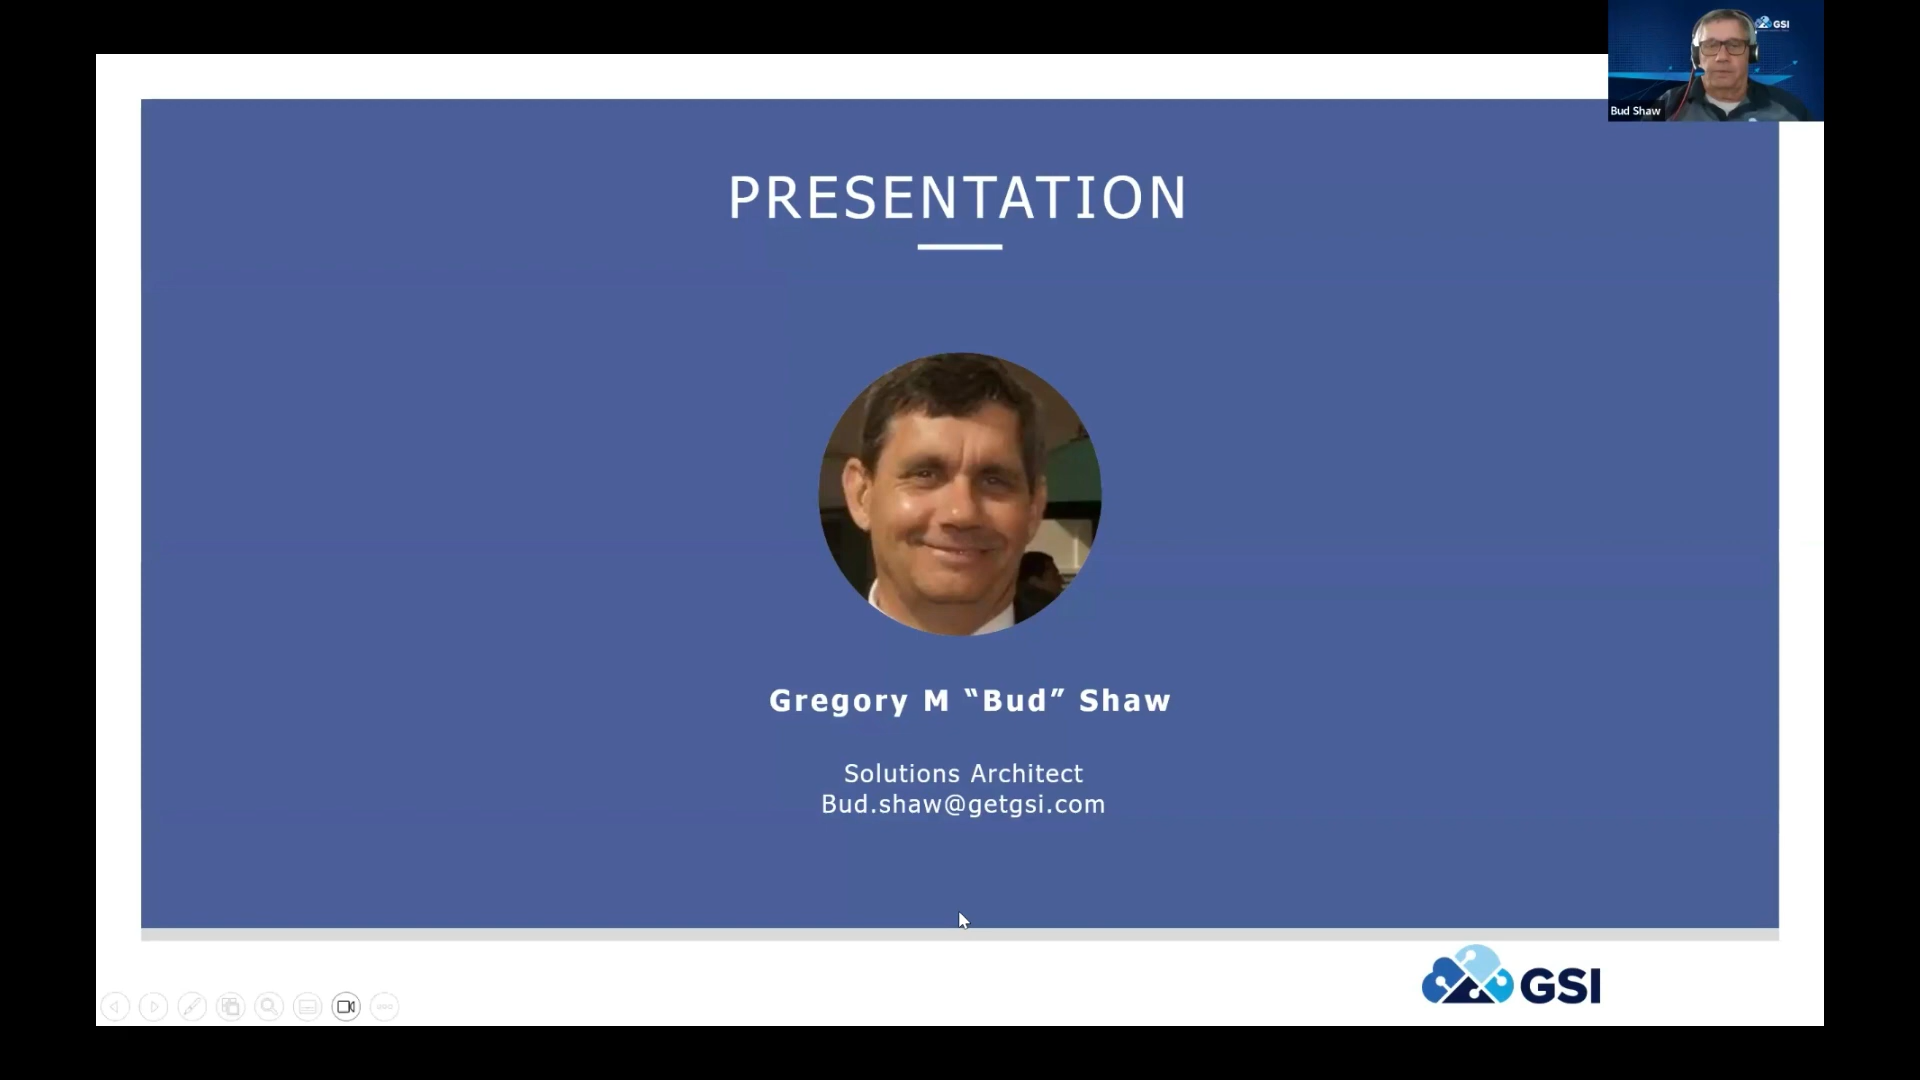 GSI
Bud Shaw
PRESENTATION
Gregory M “Bud” Shaw
Solutions Architect
Bud.shaw@getgsi.com
GSI